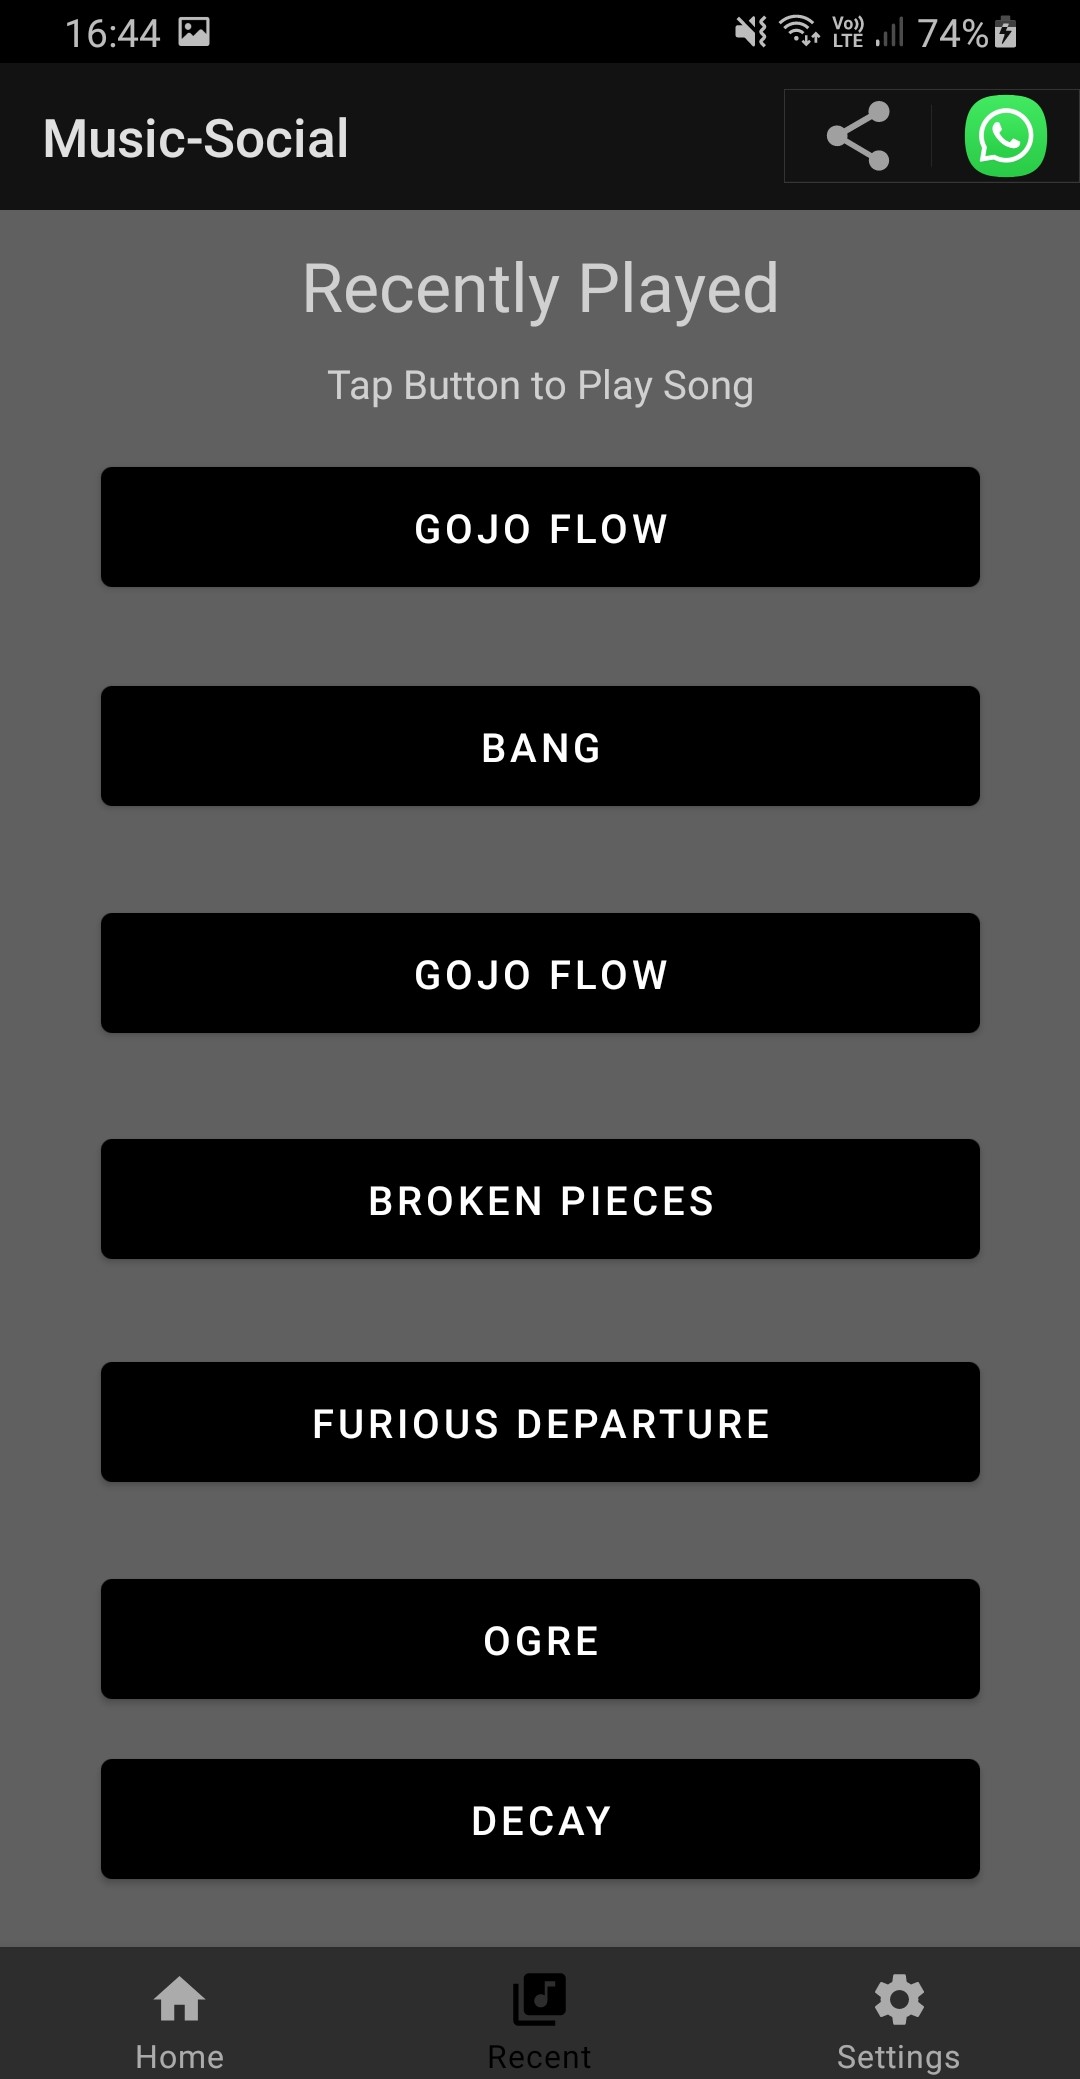 16:44
Vo)) LTE 74%
Music-Social
Recently Played
Tap Button to Play Song
GOJO FLOW
BANG
GOJO FLOW
BROKEN PIECES
FURIOUS DEPARTURE
OGRE
DECAY
Home Recent Settings